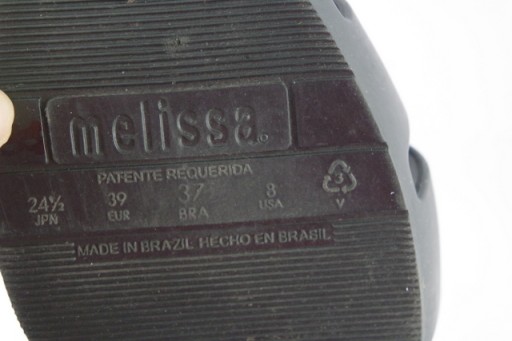 melissa®
PATENTE REQUERIDA
24½ 39 37 8 3
JPN EUR BRA USA V
MADE IN BRAZIL HECHO EN BRASIL